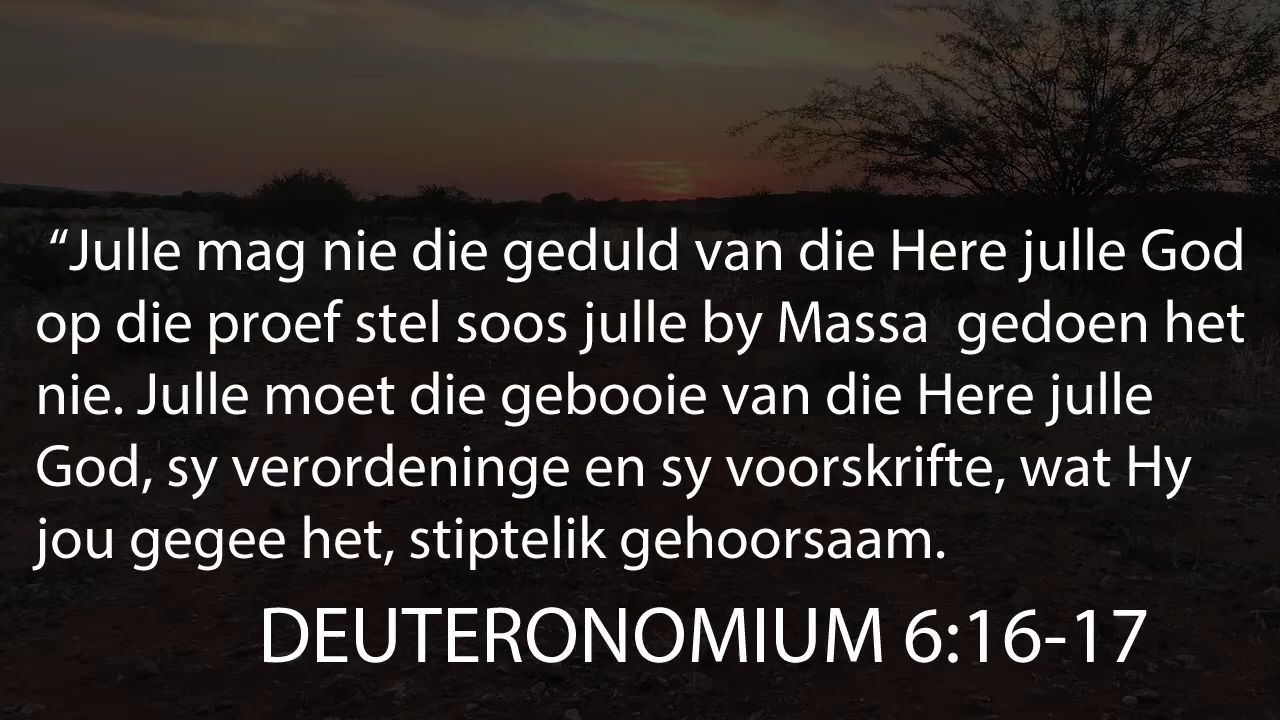 “Julle mag nie die geduld van die Here julle God
op die proef stel soos julle by Massa  gedoen het
nie. Julle moet die gebooie van die Here julle
God, sy verordeninge en sy voorskrifte, wat Hy
jou gegee het, stiptelik gehoorsaam.
DEUTERONOMIUM 6:16-17